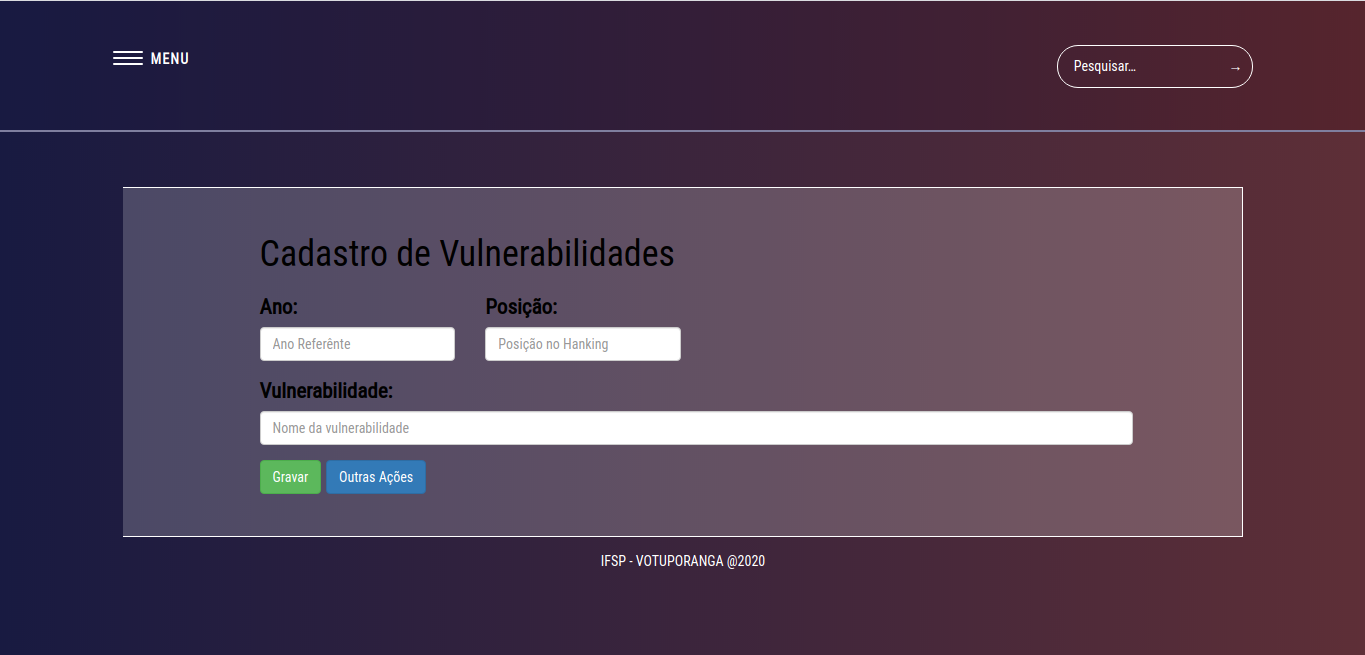 MENU
Pesquisar... →
Cadastro de Vulnerabilidades
Ano: Posição:
Ano Referênte Posição no Hanking
Vulnerabilidade:
Nome da vulnerabilidade
Gravar Outras Ações
IFSP - VOTUPORANGA @2020